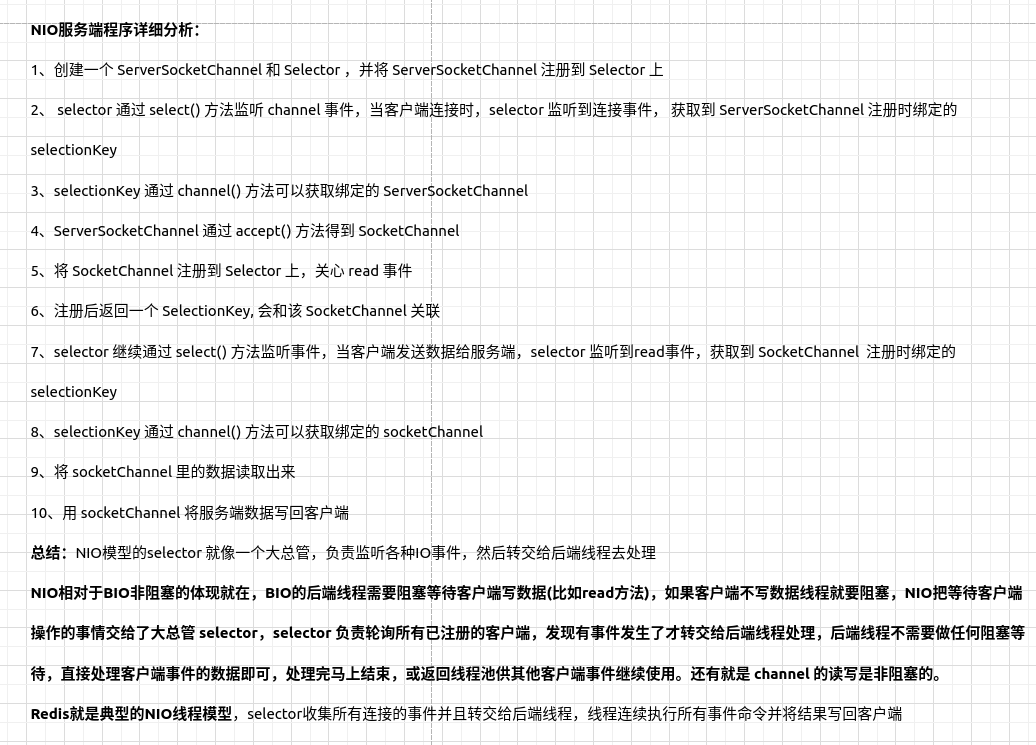 NIO服务端程序详细分析：
1、创建一个 ServerSocketChannel 和 Selector ，并将 ServerSocketChannel 注册到 Selector 上
2、 selector 通过 select() 方法监听 channel 事件，当客户端连接时，selector 监听到连接事件， 获取到 ServerSocketChannel 注册时绑定的
selectionKey
3、selectionKey 通过 channel() 方法可以获取绑定的 ServerSocketChannel
4、ServerSocketChannel 通过 accept() 方法得到 SocketChannel
5、将 SocketChannel 注册到 Selector 上，关心 read 事件
6、注册后返回一个 SelectionKey, 会和该 SocketChannel 关联
7、selector 继续通过 select() 方法监听事件，当客户端发送数据给服务端，selector 监听到read事件，获取到 SocketChannel 注册时绑定的
selectionKey
8、selectionKey 通过 channel() 方法可以获取绑定的 socketChannel
9、将 socketChannel 里的数据读取出来
10、用 socketChannel 将服务端数据写回客户端
总结：NIO模型的selector 就像一个大总管，负责监听各种IO事件，然后转交给后端线程去处理
NIO相对于BIO非阻塞的体现就在，BIO的后端线程需要阻塞等待客户端写数据(比如read方法)，如果客户端不写数据线程就要阻塞，NIO把等待客户端
操作的事情交给了大总管 selector，selector 负责轮询所有已注册的客户端，发现有事件发生了才转交给后端线程处理，后端线程不需要做任何阻塞等
待，直接处理客户端事件的数据即可，处理完马上结束，或返回线程池供其他客户端事件继续使用。还有就是 channel 的读写是非阻塞的。
Redis就是典型的NIO线程模型，selector收集所有连接的事件并且转交给后端线程，线程连续执行所有事件命令并将结果写回客户端